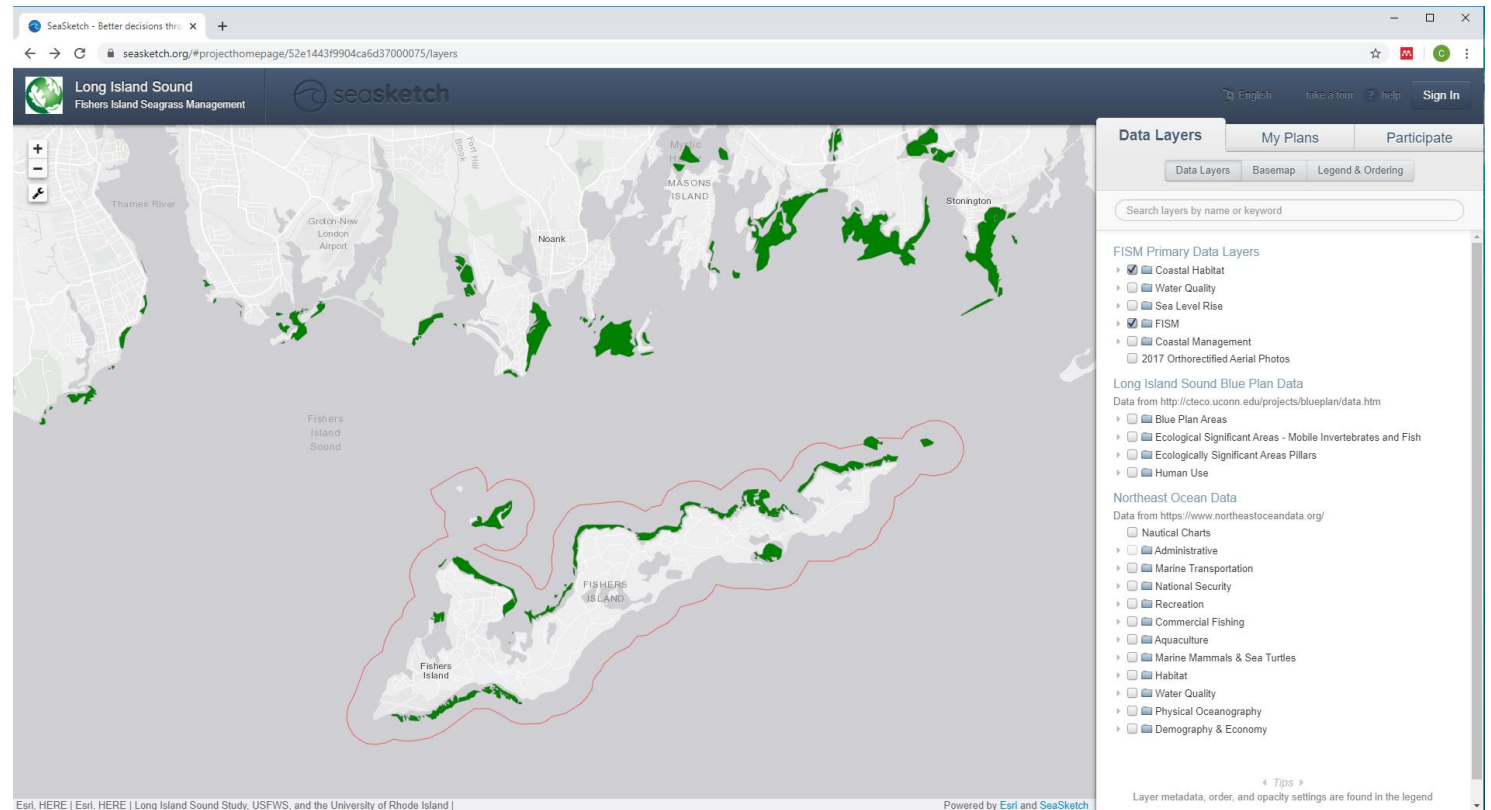 SeaSketch - Better decisions thro
seasketch.org/#projecthomepage/52e1443f9904ca6d37000075/layers
C
Long Island Sound
Fishers Island Seagrass Management
seasketch
English
take a tour
? help
Sign In
Data Layers
My Plans
Participate
Data Layers
Basemap
Legend & Ordering
Search layers by name or keyword
FISM Primary Data Layers
Coastal Habitat
Water Quality
Sea Level Rise
FISM
Coastal Management
2017 Orthorectified Aerial Photos
Long Island Sound Blue Plan Data
Data from http://cteco.uconn.edu/projects/blueplan/data.htm
Blue Plan Areas
Ecological Significant Areas - Mobile Invertebrates and Fish
Ecologically Significant Areas Pillars
Human Use
Northeast Ocean Data
Data from https://www.northeastoceandata.org/
Nautical Charts
Administrative
Marine Transportation
National Security
Recreation
Commercial Fishing
Aquaculture
Marine Mammals & Sea Turtles
Habitat
Water Quality
Physical Oceanography
Demography & Economy
Tips
Layer metadata, order, and opacity settings are found in the legend
Thames River
Groton-New
London
Airport
Fort Hill
Brook
Noank
Mystic
MASONS
ISLAND
Stonington
Fishers
Island
Sound
FISHERS
ISLAND
Fishers
Island
Esri, HERE | Esri, HERE | Long Island Sound Study, USFWS, and the University of Rhode Island |
Powered by Esri and SeaSketch